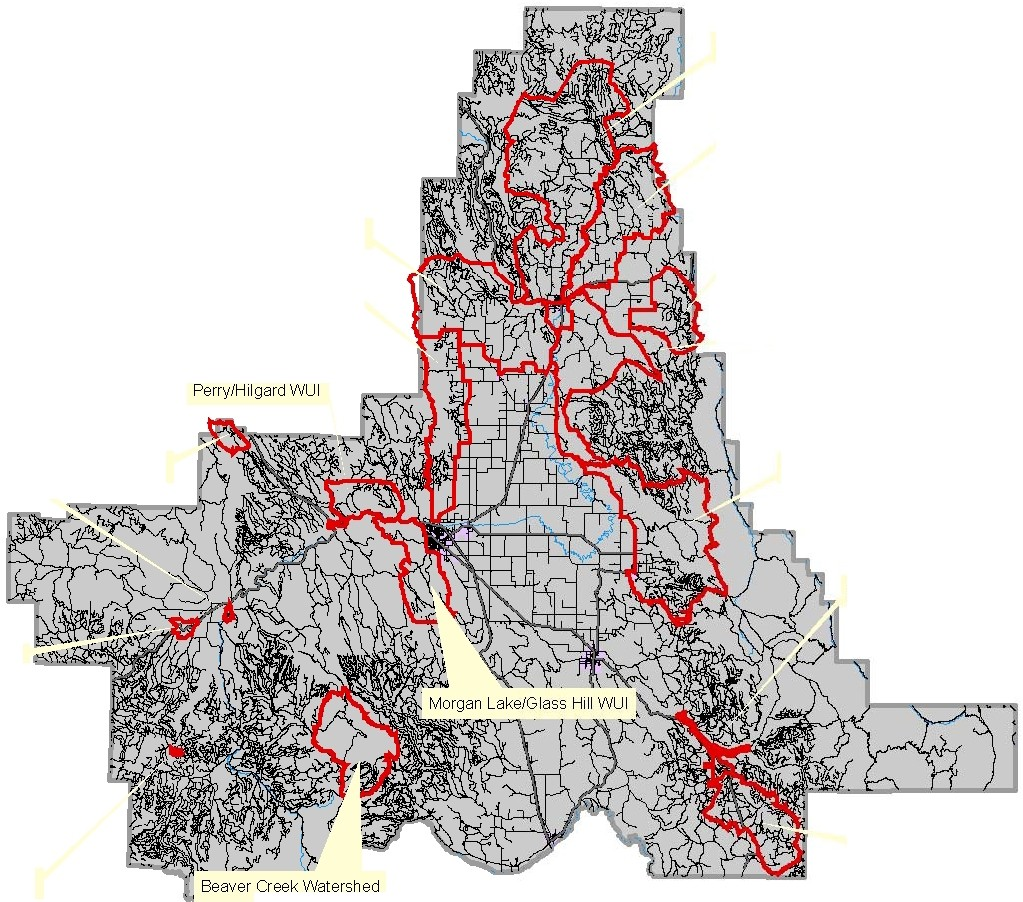 Perry/Hilgard WUI
Morgan Lake/Glass Hill WUI
Beaver Creek Watershed